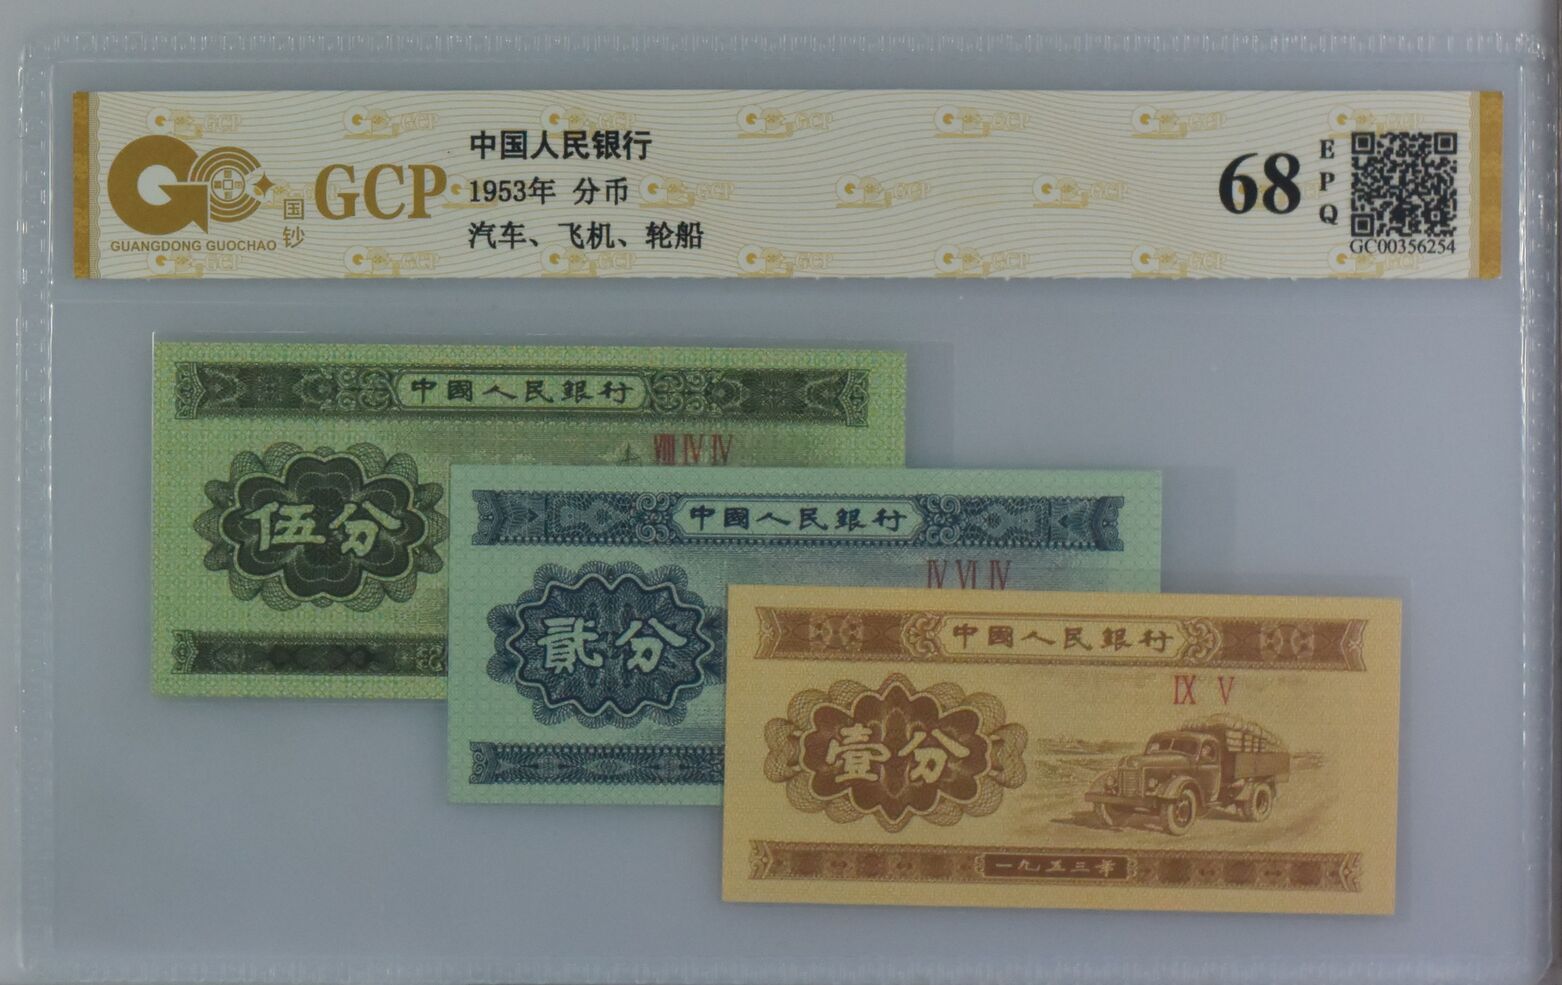 GUANGDONG GUOCHAO
国钞
GCP
中国人民银行
1953年 分币
汽车、飞机、轮船
68
EPQ
GC00356254
中國人民銀行
VIII IV IV
伍分
中國人民銀行
IV VI IV
貳分
中國人民銀行
IX V
壹分
一九五三年